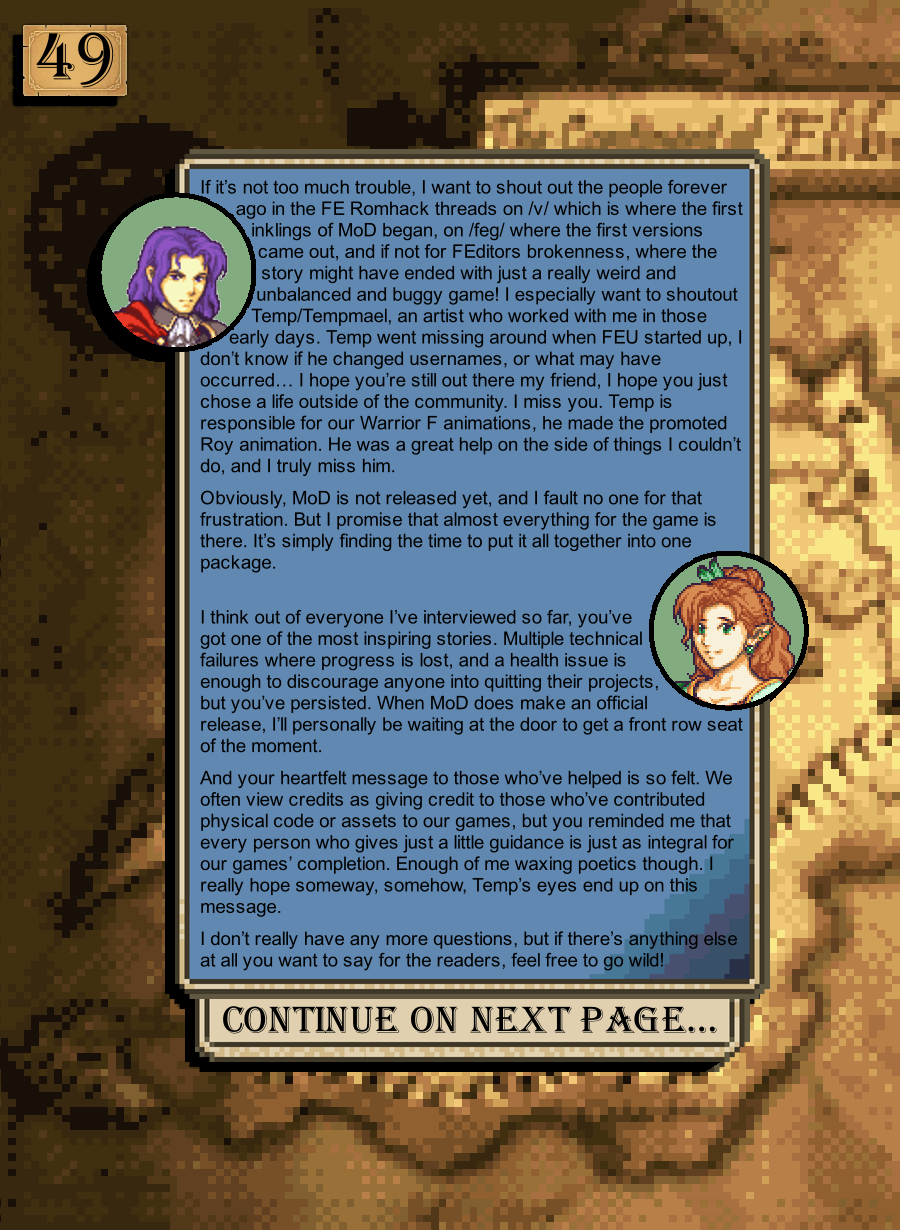 49
If it's not too much trouble, I want to shout out the people forever
ago in the FE Romhack threads on /v/ which is where the first
inklings of MoD began, on /feg/ where the first versions
came out, and if not for FEditors brokenness, where the
story might have ended with just a really weird and
unbalanced and buggy game! I especially want to shoutout
Temp/Tempmael, an artist who worked with me in those
early days. Temp went missing around when FEU started up, I
don't know if he changed usernames, or what may have
occurred… I hope you're still out there my friend, I hope you just
chose a life outside of the community. I miss you. Temp is
responsible for our Warrior F animations, he made the promoted
Roy animation. He was a great help on the side of things I couldn't
do, and I truly miss him.
Obviously, MoD is not released yet, and I fault no one for that
frustration. But I promise that almost everything for the game is
there. It's simply finding the time to put it all together into one
package.
I think out of everyone I've interviewed so far, you've
got one of the most inspiring stories. Multiple technical
failures where progress is lost, and a health issue is
enough to discourage anyone into quitting their projects,
but you've persisted. When MoD does make an official
release, I'll personally be waiting at the door to get a front row seat
of the moment.
And your heartfelt message to those who've helped is so felt. We
often view credits as giving credit to those who've contributed
physical code or assets to our games, but you reminded me that
every person who gives just a little guidance is just as integral for
our games' completion. Enough of me waxing poetics though. I
really hope someway, somehow, Temp's eyes end up on this
message.
I don't really have any more questions, but if there's anything else
at all you want to say for the readers, feel free to go wild!
CONTINUE ON NEXT PAGE...